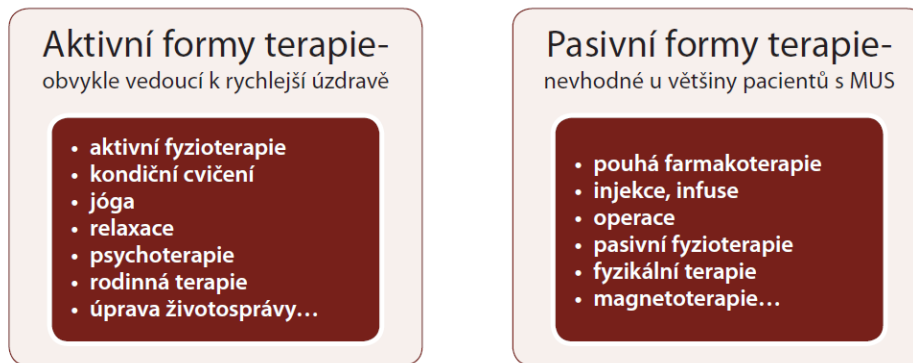 Aktivní formy terapie-
obvykle vedoucí k rychlejší úzdravě
• aktivní fyzioterapie
• kondiční cvičení
• jóga
• relaxace
• psychoterapie
• rodinná terapie
• úprava životosprávy…
Pasivní formy terapie-
nevhodné u většiny pacientů s MUS
• pouhá farmakoterapie
• injekce, infuse
• operace
• pasivní fyzioterapie
• fyzikální terapie
• magnetoterapie…